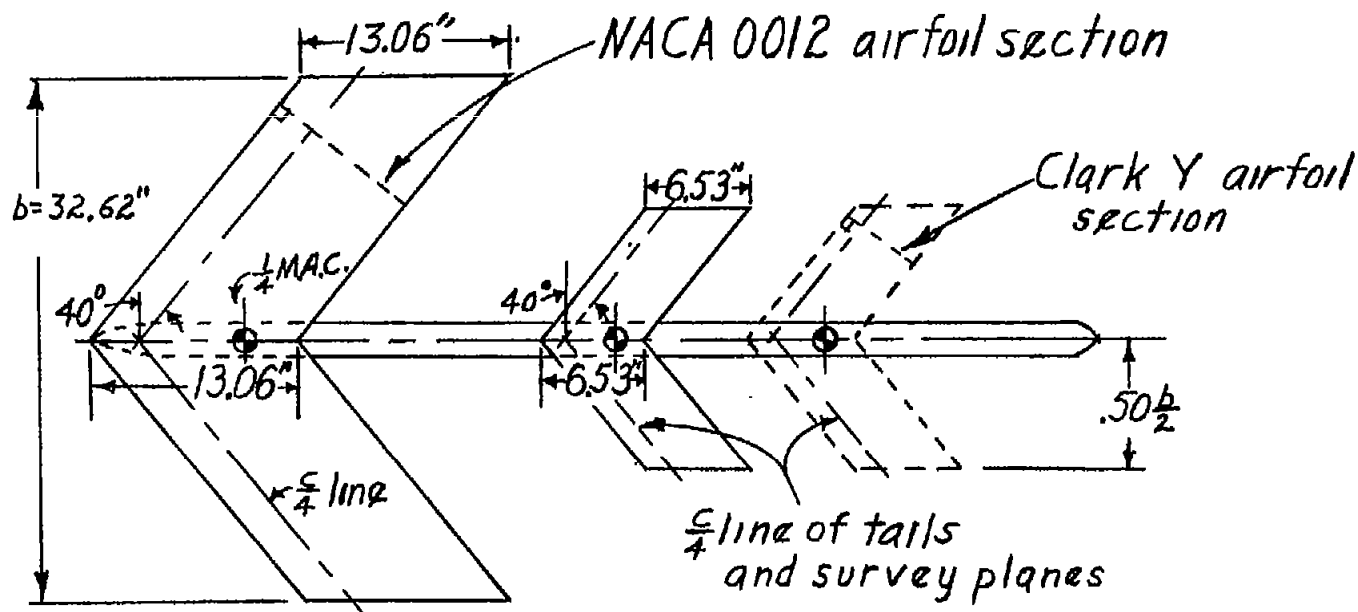 13.06"
NACA 0012 airfoil section
b=32.62"
6.53"
Clark Y airfoil
section
1/4 M.A.C.
40°
40°
13.06"
6.53"
.50 b/2
c/4 line
c/4 line of tails
and survey planes